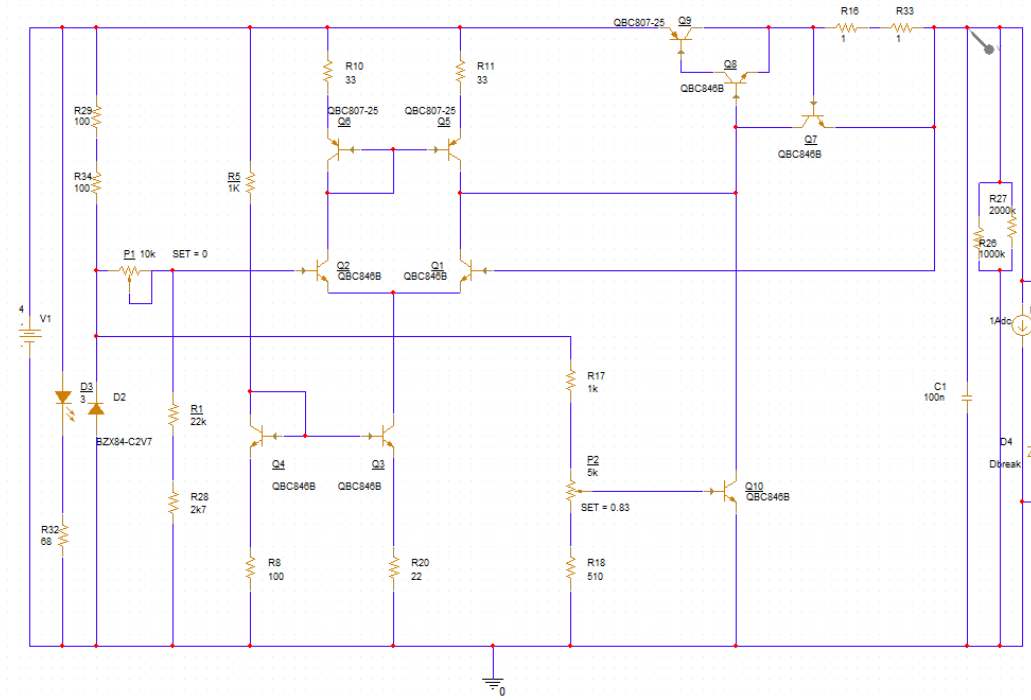 QBC807-25
Q9
R16
1
R33
1
R10
33
R11
33
Q8
QBC846B
R29
100
QBC807-25
Q6
QBC807-25
Q5
Q7
QBC846B
R34
100
R5
1K
R27
2000k
R26
1000k
P1 10k
SET = 0
Q2
QBC846B
Q1
QBC846B
4
V1
1Adc
D3
3
D2
R17
1k
C1
100n
R1
22k
BZX84-C2V7
D4
Dbreak
P2
5k
Q4
QBC846B
Q3
QBC846B
Q10
QBC846B
R28
2k7
SET = 0.83
R32
68
R8
100
R20
22
R18
510
0